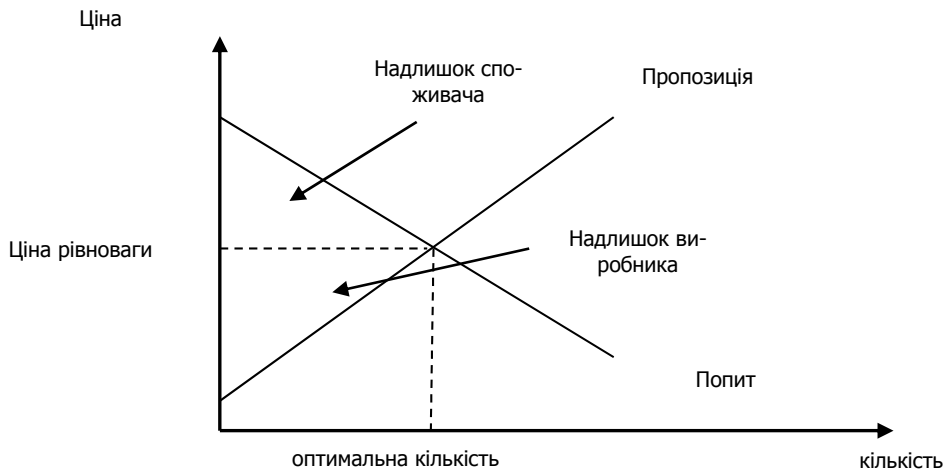 Ціна
Надлишок спо-
живача
Пропозиція
Ціна рівноваги
Надлишок ви-
робника
Попит
оптимальна кількість
кількість